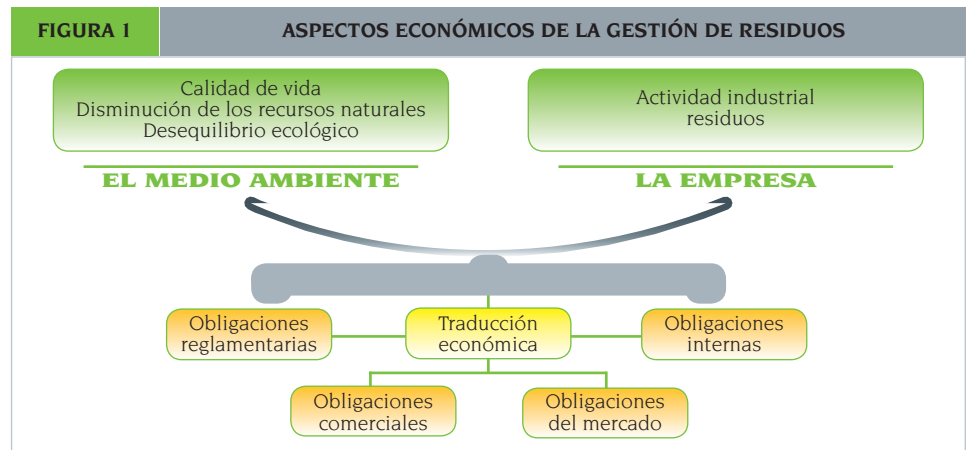 FIGURA 1
ASPECTOS ECONÓMICOS DE LA GESTIÓN DE RESIDUOS
Calidad de vida
Disminución de los recursos naturales
Desequilibrio ecológico
Actividad industrial
residuos
EL MEDIO AMBIENTE
LA EMPRESA
Obligaciones
reglamentarias
Traducción
económica
Obligaciones
internas
Obligaciones
comerciales
Obligaciones
del mercado